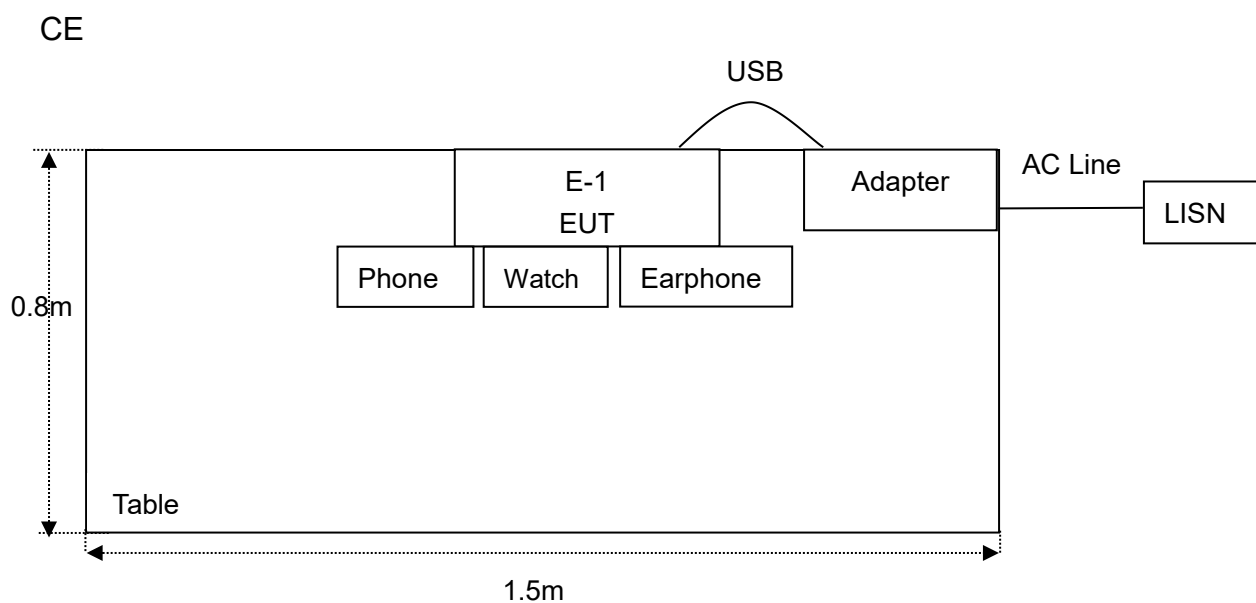 CE
USB
E-1
EUT
Adapter
AC Line
LISN
Phone
Watch
Earphone
0.8m
Table
1.5m